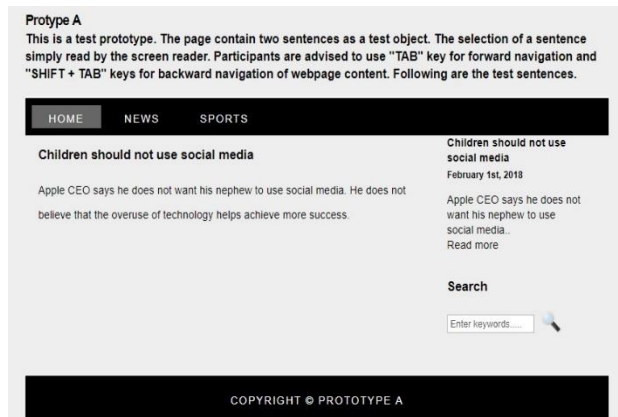 Protype A
This is a test prototype. The page contain two sentences as a test object. The selection of a sentence
simply read by the screen reader. Participants are advised to use "TAB" key for forward navigation and
"SHIFT + TAB" keys for backward navigation of webpage content. Following are the test sentences.
HOME NEWS SPORTS
Children should not use social media
Apple CEO says he does not want his nephew to use social media. He does not
believe that the overuse of technology helps achieve more success.
Children should not use
social media
February 1st, 2018
Apple CEO says he does not
want his nephew to use
social media..
Read more
Search
Enter keywords.....
COPYRIGHT © PROTOTYPE A